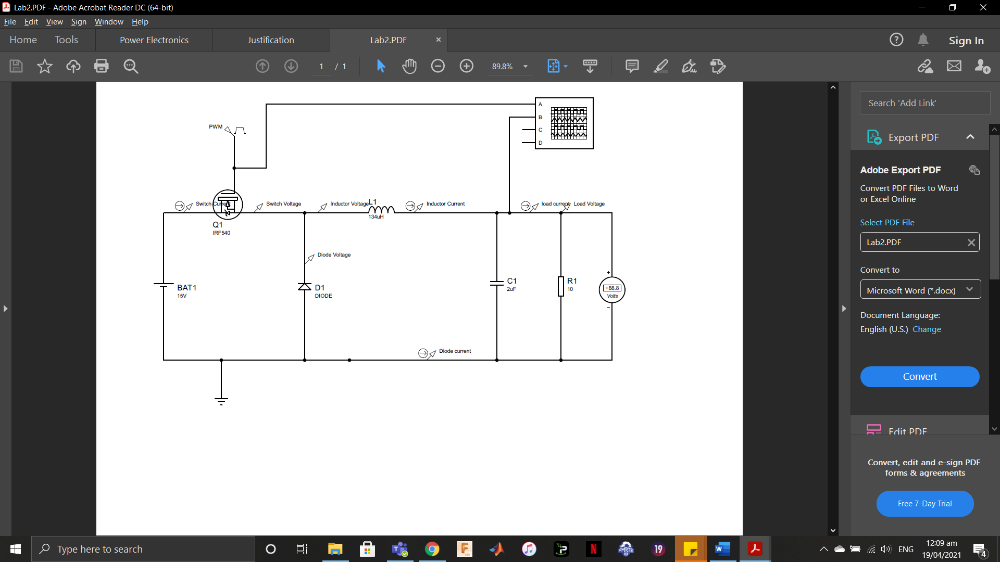 Lab2.PDF - Adobe Acrobat Reader DC (64-bit)
File Edit View Sign Window Help
Home Tools Power Electronics Justification Lab2.PDF × ? Sign In
1 / 1 89.8%
A
B
C
D
PWM
Switch Current Switch Voltage Inductor Voltage L1 Inductor Current load current Load Voltage
134uH
Q1
IRF540
Diode Voltage
BAT1
15V
D1
DIODE
C1
2uF
R1
10
+
+88.8
Volts
−
Diode current
Search 'Add Link'
Export PDF
Adobe Export PDF
Convert PDF Files to Word
or Excel Online
Select PDF File
Lab2.PDF
Convert to
Microsoft Word (*.docx)
Document Language:
English (U.S.) Change
Convert
Edit PDF
Convert, edit and e-sign PDF
forms & agreements
Free 7-Day Trial
Type here to search
FMRTE
19
ENG
12:09 am
19/04/2021
4